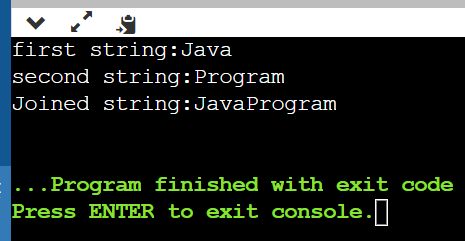 first string:Java
second string:Program
Joined string:JavaProgram
...Program finished with exit code
Press ENTER to exit console.